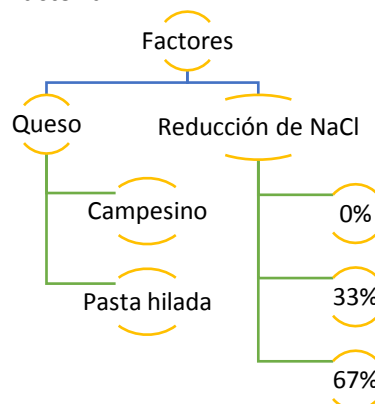 Factores
Queso
Reducción de NaCl
Campesino
0%
Pasta hilada
33%
67%